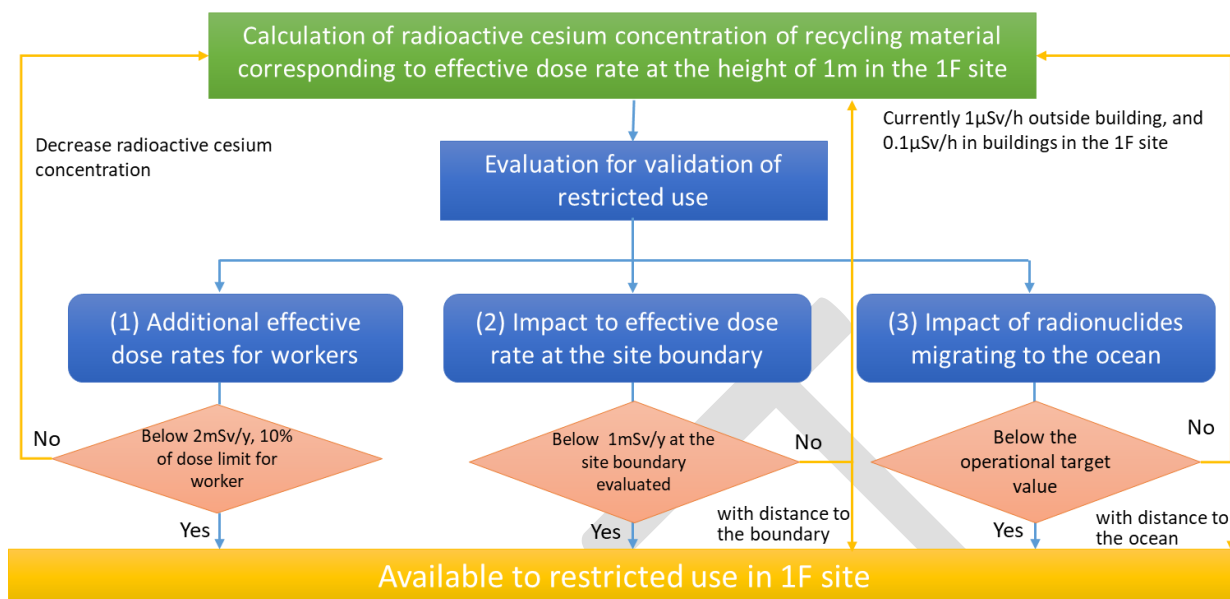 Calculation of radioactive cesium concentration of recycling material
corresponding to effective dose rate at the height of 1m in the 1F site
Decrease radioactive cesium
concentration
Currently 1μSv/h outside building, and
0.1μSv/h in buildings in the 1F site
Evaluation for validation of
restricted use
(1) Additional effective
dose rates for workers
(2) Impact to effective dose
rate at the site boundary
(3) Impact of radionuclides
migrating to the ocean
No
Below 2mSv/y, 10%
of dose limit for
worker
Yes
Below 1mSv/y at the
site boundary
evaluated
No
Yes
with distance to
the boundary
Below the
operational target
value
No
Yes
with distance to
the ocean
Available to restricted use in 1F site